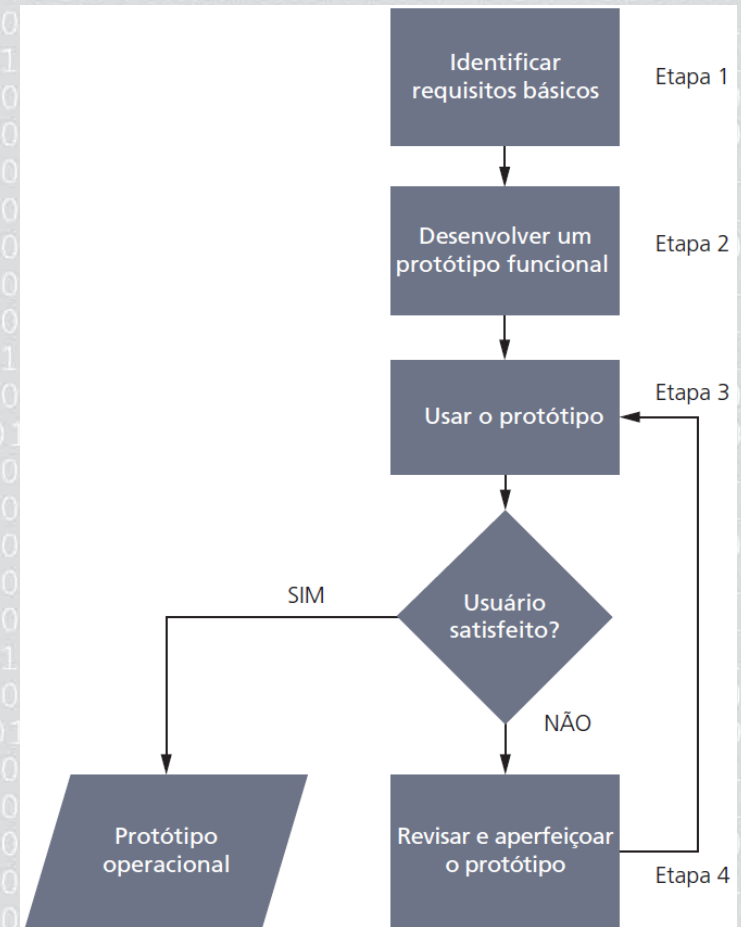 Identificar
requisitos básicos
Etapa 1
Desenvolver um
protótipo funcional
Etapa 2
Usar o protótipo
Etapa 3
Usuário
satisfeito?
SIM
NÃO
Protótipo
operacional
Revisar e aperfeiçoar
o protótipo
Etapa 4